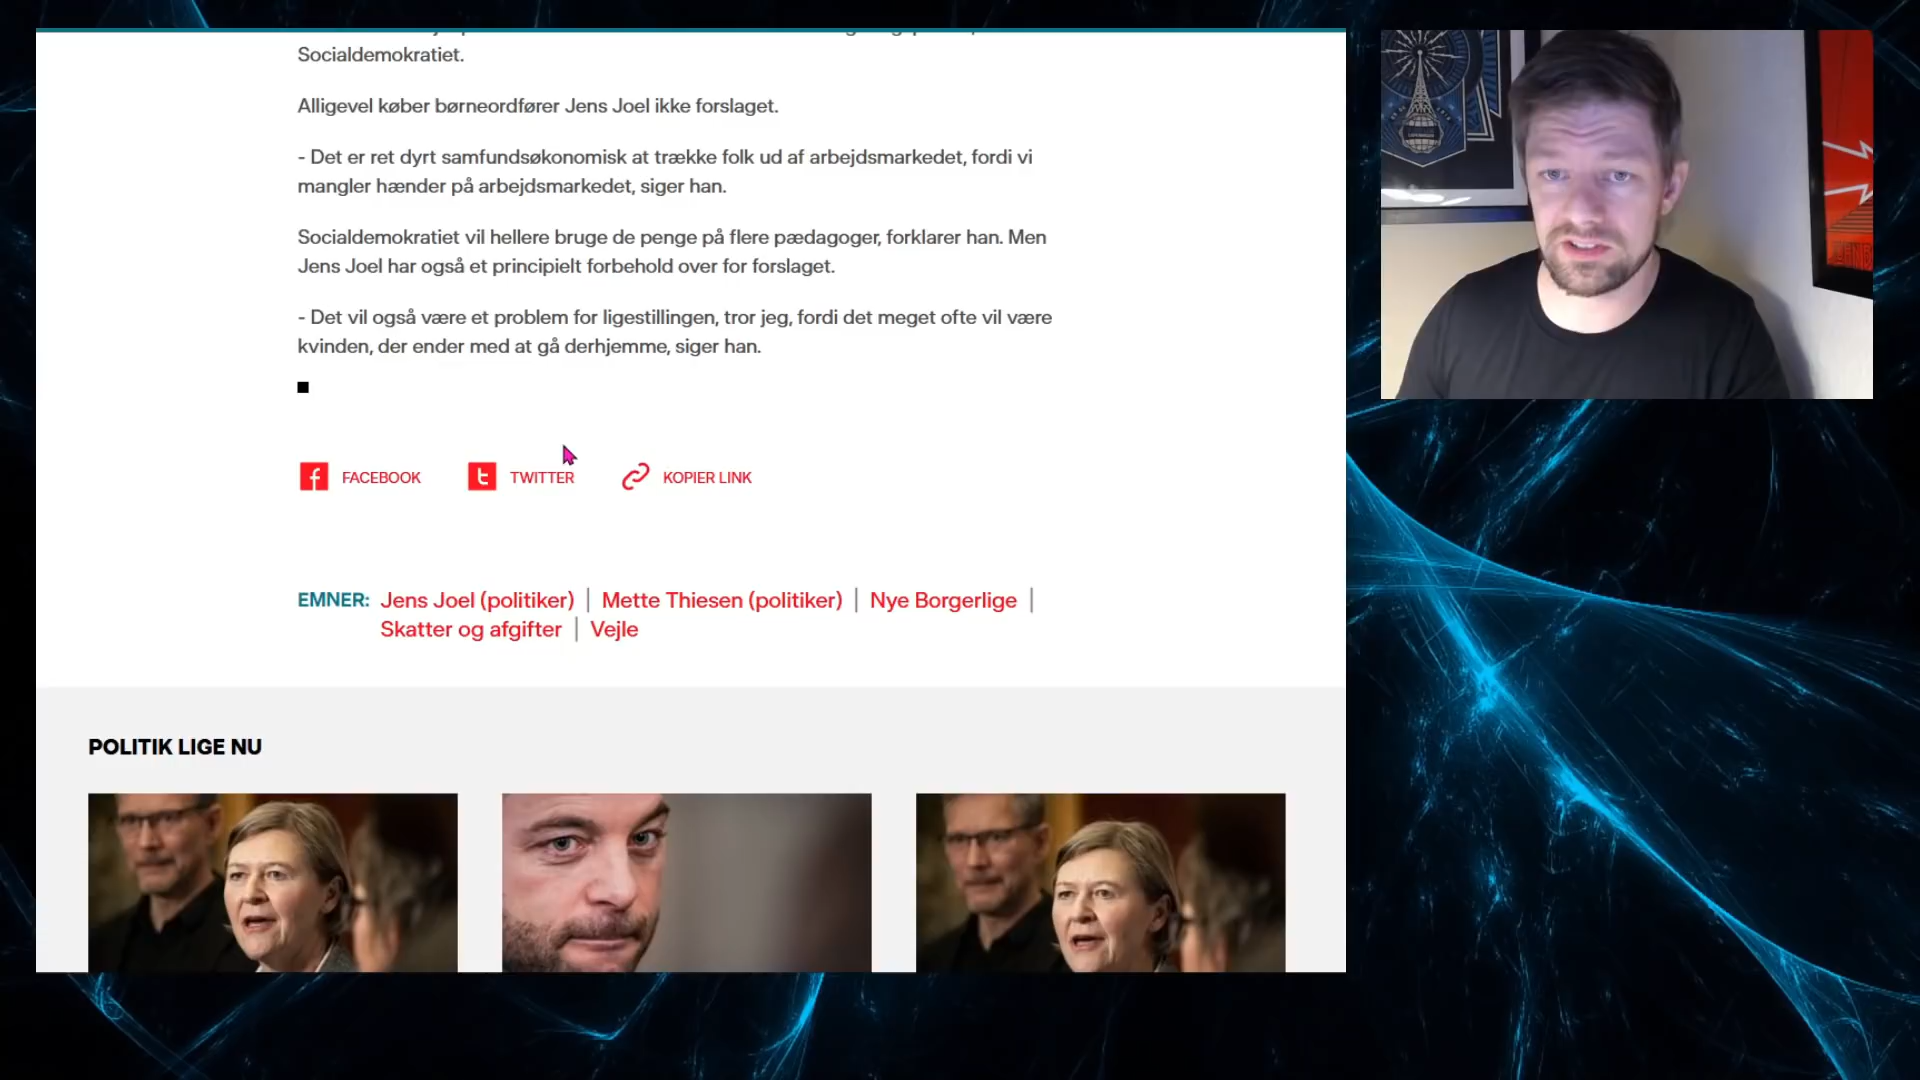 Socialdemokratiet.
Alligevel køber børneordfører Jens Joel ikke forslaget.
- Det er ret dyrt samfundsøkonomisk at trække folk ud af arbejdsmarkedet, fordi vi
mangler hænder på arbejdsmarkedet, siger han.
Socialdemokratiet vil hellere bruge de penge på flere pædagoger, forklarer han. Men
Jens Joel har også et principielt forbehold over for forslaget.
- Det vil også være et problem for ligestillingen, tror jeg, fordi det meget ofte vil være
kvinden, der ender med at gå derhjemme, siger han.
FACEBOOK TWITTER KOPIER LINK
EMNER: Jens Joel (politiker) | Mette Thiesen (politiker) | Nye Borgerlige |
Skatter og afgifter | Vejle
POLITIK LIGE NU